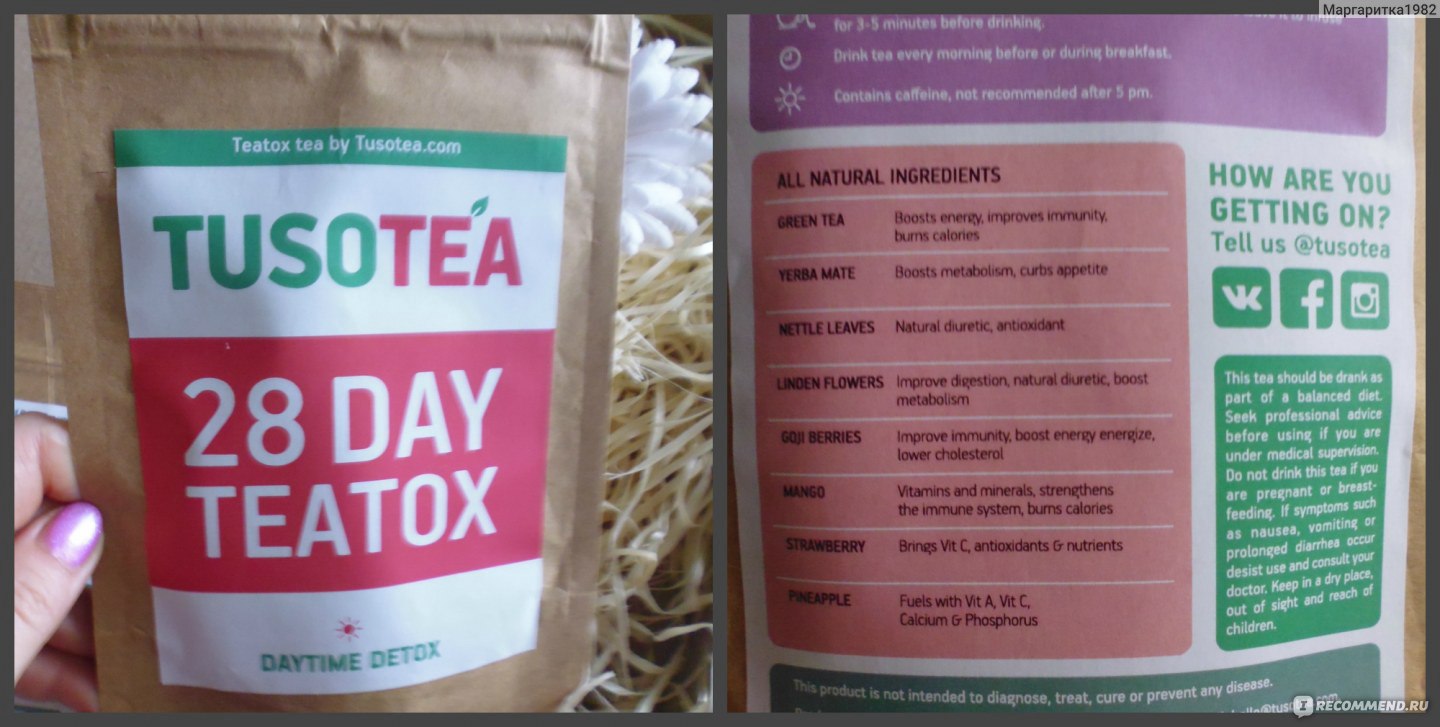 Teatox tea by Tusotea.com
TUSOTEA
28 DAY
TEATOX
DAYTIME DETOX
Маргаритка1982
for 3-5 minutes before drinking.
Drink tea every morning before or during breakfast.
Contains caffeine, not recommended after 5 pm.
ALL NATURAL INGREDIENTS
GREEN TEA Boosts energy, improves immunity,
burns calories
YERBA MATE Boosts metabolism, curbs appetite
NETTLE LEAVES Natural diuretic, antioxidant
LINDEN FLOWERS Improve digestion, natural diuretic, boost
metabolism
GOJI BERRIES Improve immunity, boost energy energize,
lower cholesterol
MANGO Vitamins and minerals, strengthens
the immune system, burns calories
STRAWBERRY Brings Vit C, antioxidants & nutrients
PINEAPPLE Fuels with Vit A, Vit C,
Calcium & Phosphorus
HOW ARE YOU
GETTING ON?
Tell us @tusotea
This tea should be drank as
part of a balanced diet.
Seek professional advice
before using if you are
under medical supervision.
Do not drink this tea if you
are pregnant or breast-
feeding. If symptoms such
as nausea, vomiting or
prolonged diarrhea occur
desist use and consult your
doctor. Keep in a dry place,
out of sight and reach of
children.
This product is not intended to diagnose, treat, cure or prevent any disease.
RECOMMEND.RU